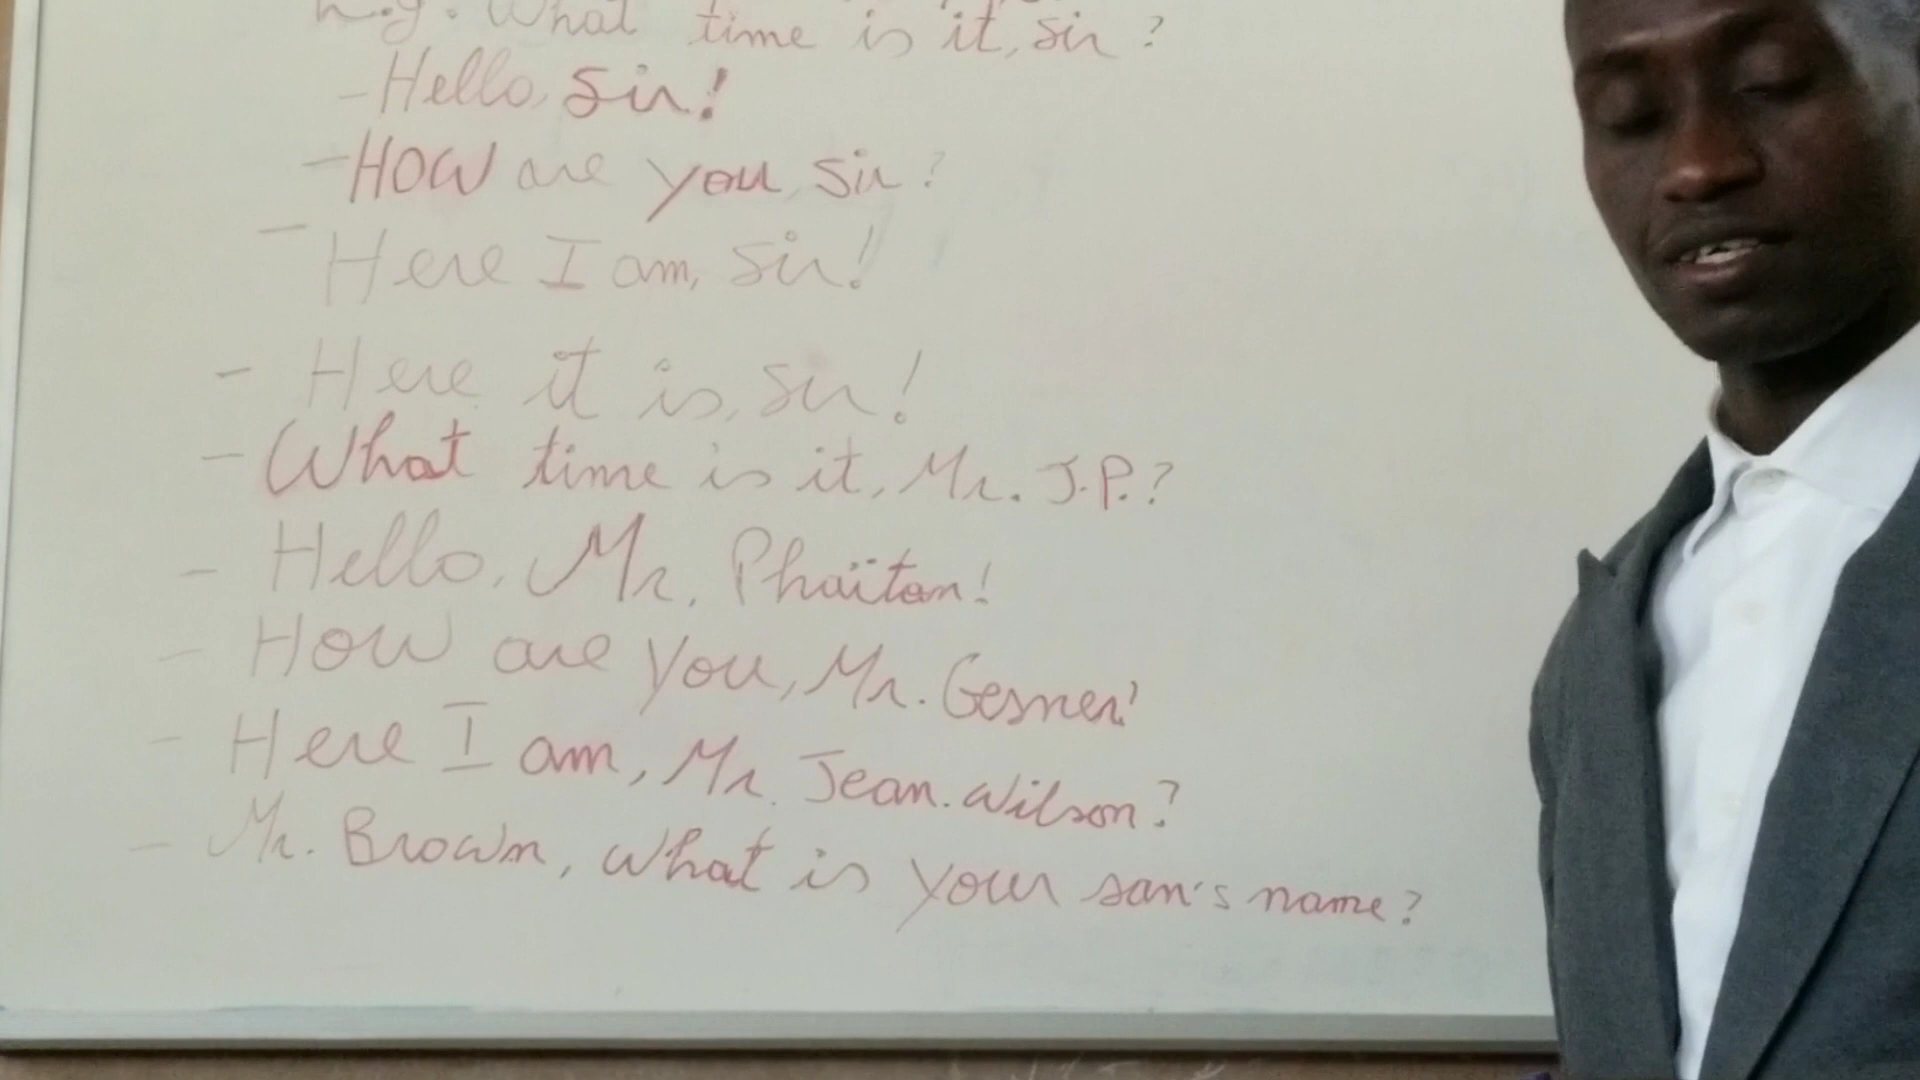 e.g. What time is it, sir?
- Hello, Sir!
- HOW are you, Sir?
- Here I am, Sir!
- Here it is, Sir!
- What time is it, Mr. J.P.?
- Hello, Mr. Phaïton!
- How are you, Mr. Gesner?
- Here I am, Mr. Jean. Wilson?
- Mr. Brown, what is your son's name?